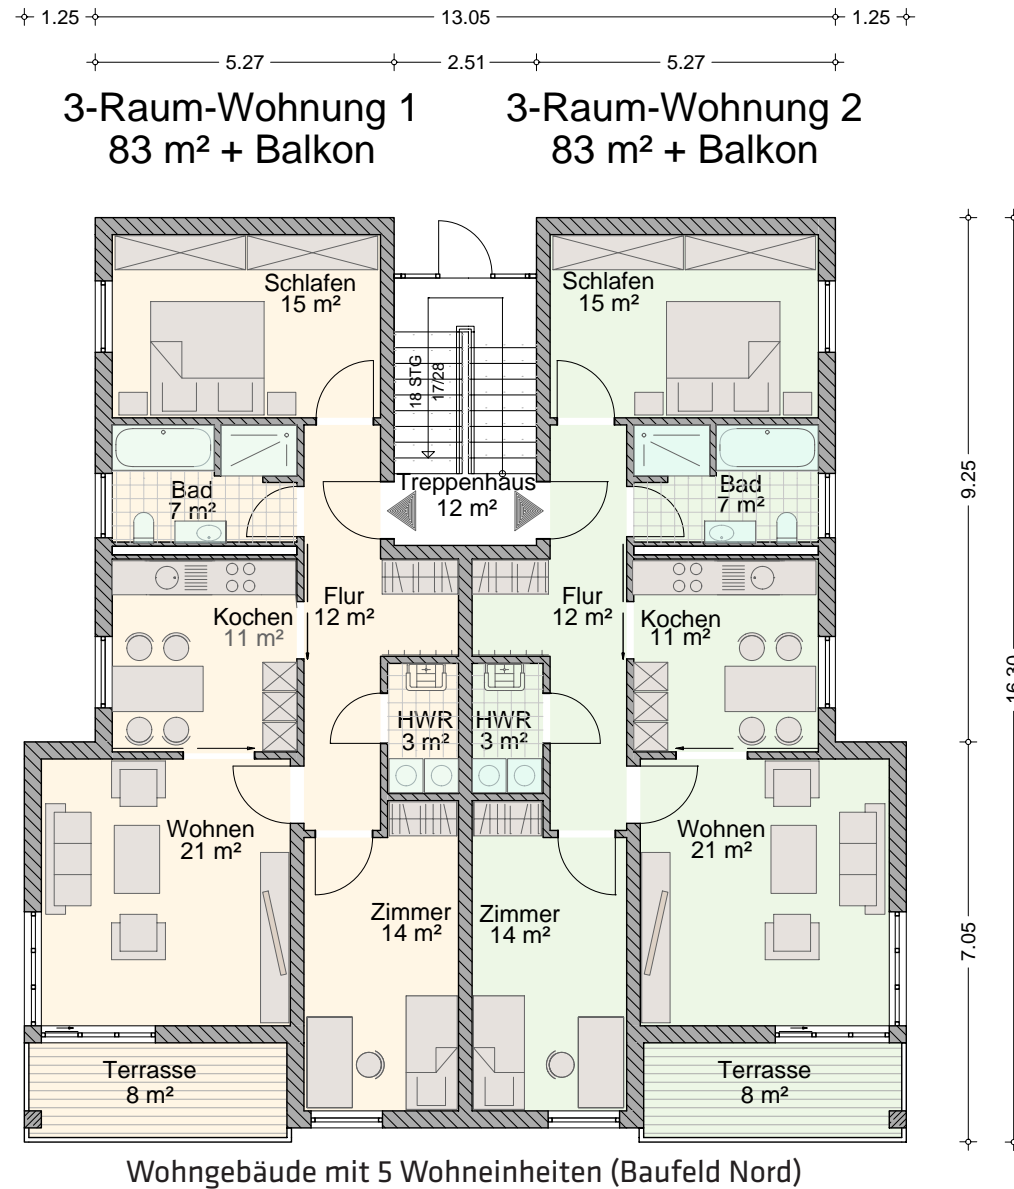 1.25 13.05 1.25
5.27 2.51 5.27
3-Raum-Wohnung 1
83 m² + Balkon
3-Raum-Wohnung 2
83 m² + Balkon
Schlafen
15 m²
Schlafen
15 m²
18 STG
17/28
Treppenhaus
12 m²
Bad
7 m²
Bad
7 m²
9.25
Kochen
11 m²
Flur
12 m²
Flur
12 m²
Kochen
11 m²
16.30
HWR
3 m²
HWR
3 m²
Wohnen
21 m²
Wohnen
21 m²
Zimmer
14 m²
Zimmer
14 m²
7.05
Terrasse
8 m²
Terrasse
8 m²
Wohngebäude mit 5 Wohneinheiten (Baufeld Nord)